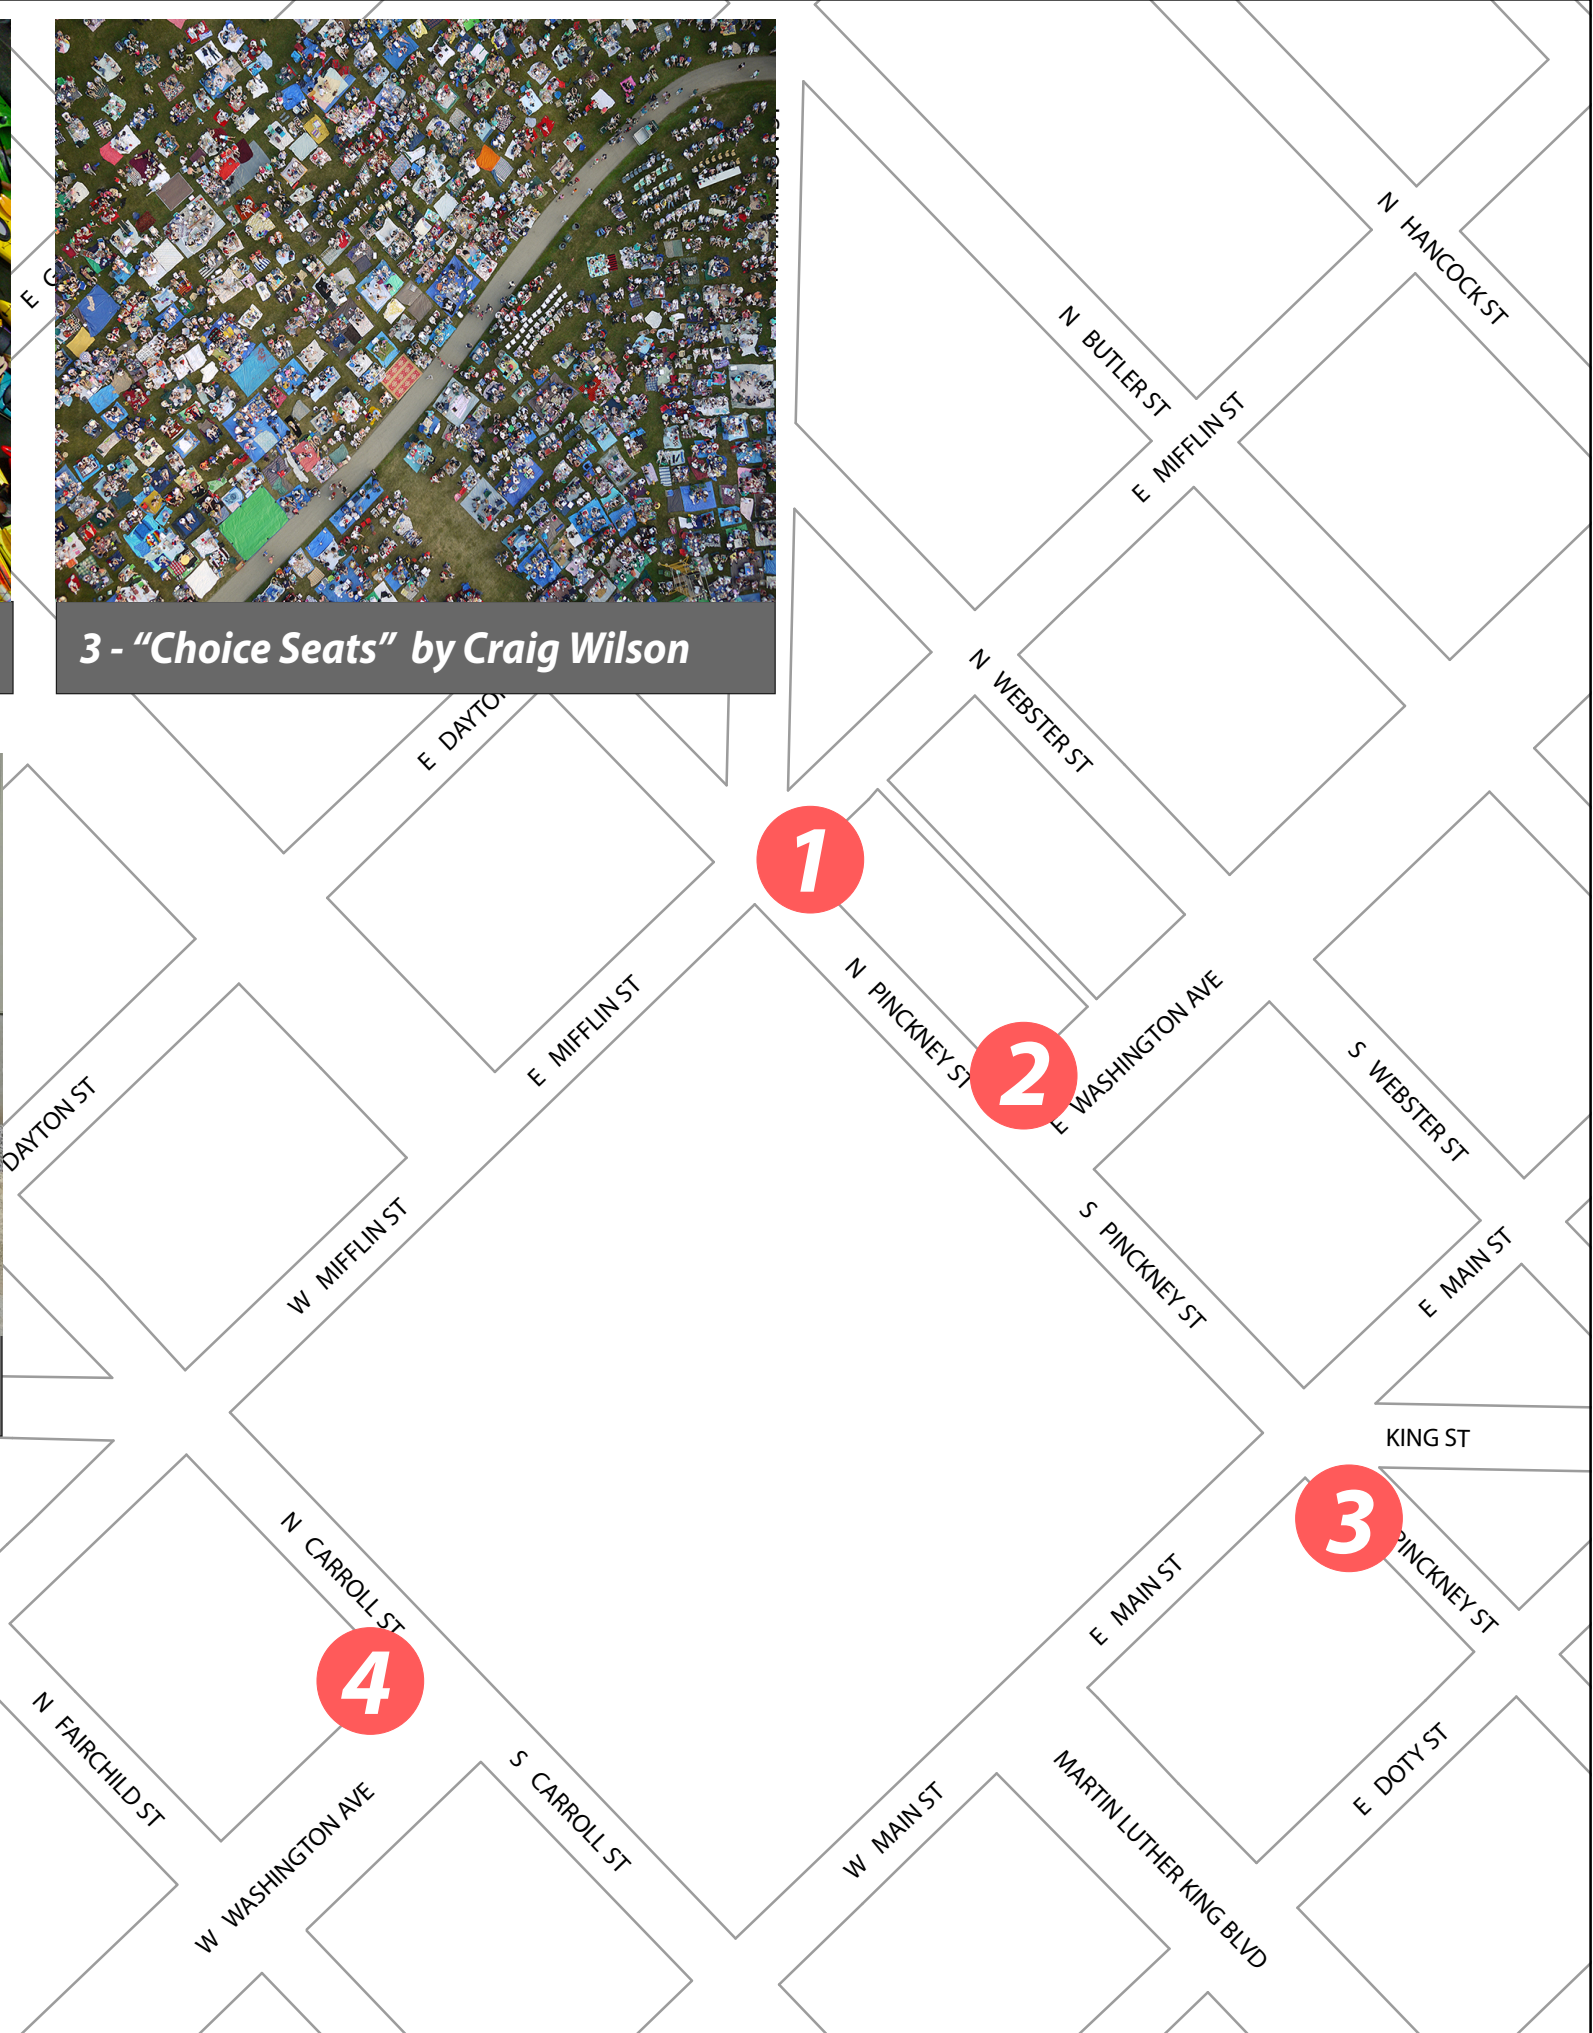 3 - “Choice Seats” by Craig Wilson
N HANCOCK ST
N BUTLER ST
E MIFFLIN ST
N WEBSTER ST
E DAYTON
1
N PINCKNEY ST
2
E WASHINGTON AVE
E MIFFLIN ST
S WEBSTER ST
DAYTON ST
W MIFFLIN ST
S PINCKNEY ST
E MAIN ST
KING ST
3
PINCKNEY ST
N CARROLL ST
E MAIN ST
4
N FAIRCHILD ST
W WASHINGTON AVE
S CARROLL ST
W MAIN ST
MARTIN LUTHER KING BLVD
E DOTY ST